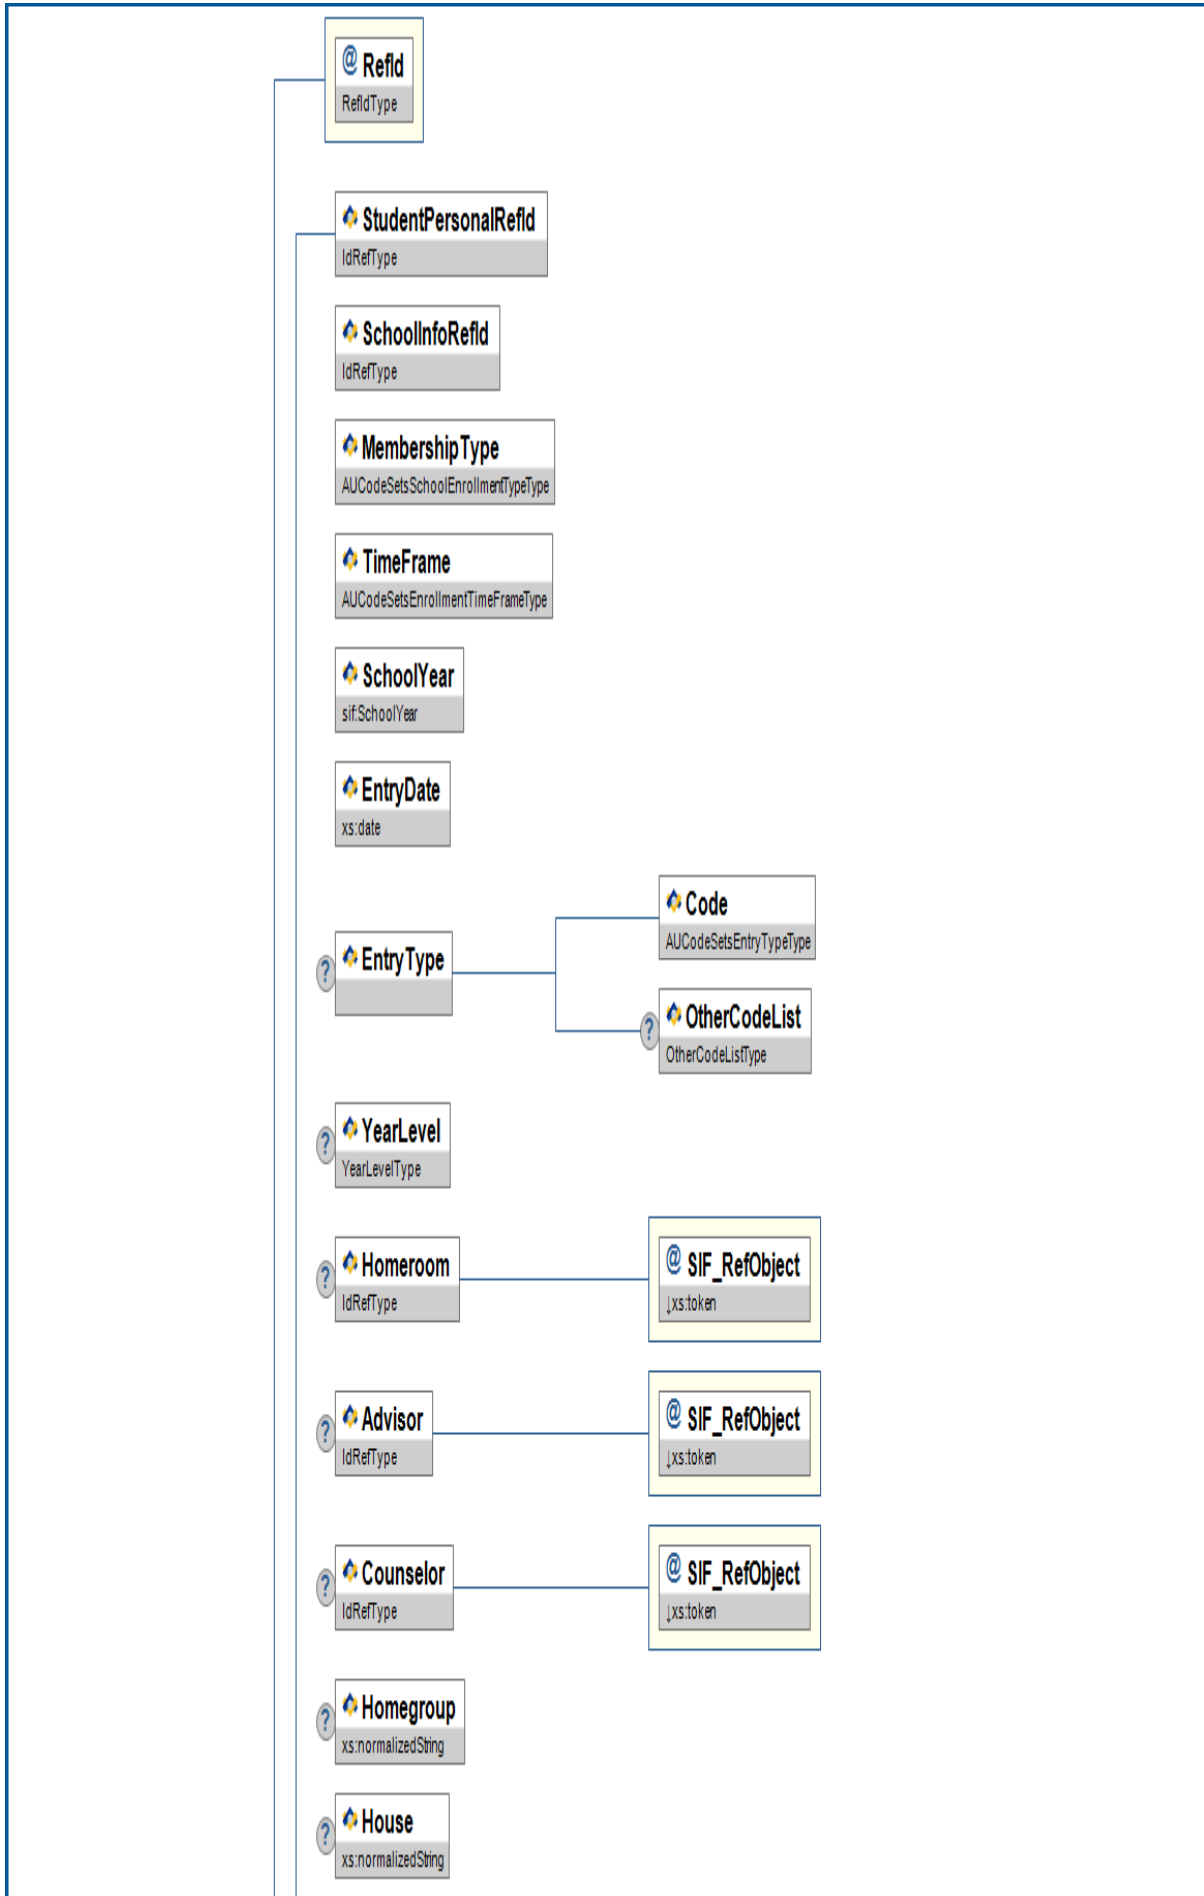 @ RefId
RefIdType
StudentPersonalRefId
IdRefType
SchoolInfoRefId
IdRefType
MembershipType
AUCodeSetsSchoolEnrollmentTypeType
TimeFrame
AUCodeSetsEnrollmentTimeFrameType
SchoolYear
sif:SchoolYear
EntryDate
xs:date
Code
AUCodeSetsEntryTypeType
? EntryType
? OtherCodeList
OtherCodeListType
? YearLevel
YearLevelType
? Homeroom
IdRefType
@ SIF_RefObject
↓xs:token
? Advisor
IdRefType
@ SIF_RefObject
↓xs:token
? Counselor
IdRefType
@ SIF_RefObject
↓xs:token
? Homegroup
xs:normalizedString
? House
xs:normalizedString